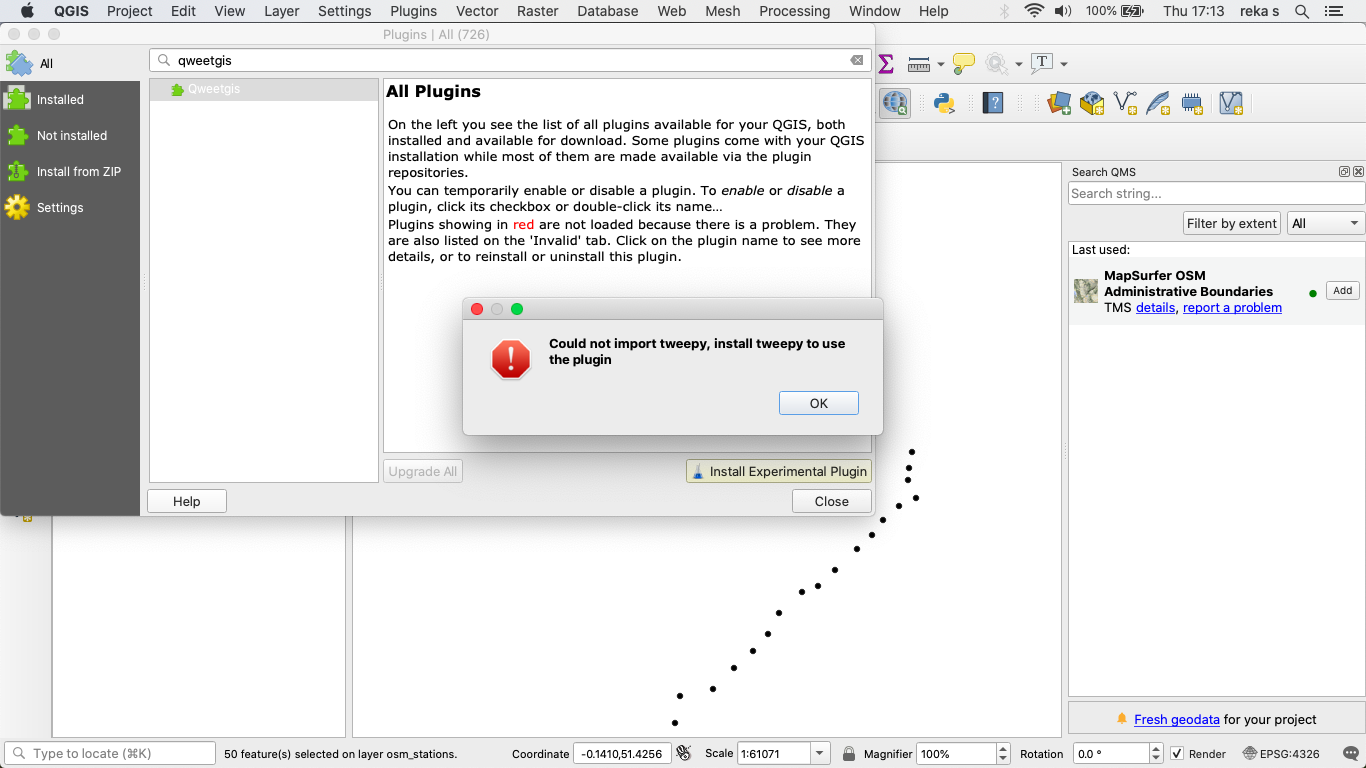 QGIS Project Edit View Layer Settings Plugins Vector Raster Database Web Mesh Processing Window Help 100% Thu 17:13 reka s
Plugins | All (726)
All
qweetgis
Installed
Not installed
Install from ZIP
Settings
Qweetgis
All Plugins
On the left you see the list of all plugins available for your QGIS, both
installed and available for download. Some plugins come with your QGIS
installation while most of them are made available via the plugin
repositories.
You can temporarily enable or disable a plugin. To enable or disable a
plugin, click its checkbox or double-click its name...
Plugins showing in red are not loaded because there is a problem. They
are also listed on the 'Invalid' tab. Click on the plugin name to see more
details, or to reinstall or uninstall this plugin.
Could not import tweepy, install tweepy to use
the plugin
OK
Upgrade All
Install Experimental Plugin
Help
Close
Search QMS
Search string...
Filter by extent All
Last used:
MapSurfer OSM
Administrative Boundaries
TMS details, report a problem
Add
Fresh geodata for your project
Type to locate (⌘K) 50 feature(s) selected on layer osm_stations. Coordinate -0.1410,51.4256 Scale 1:61071 Magnifier 100% Rotation 0.0 ° Render EPSG:4326